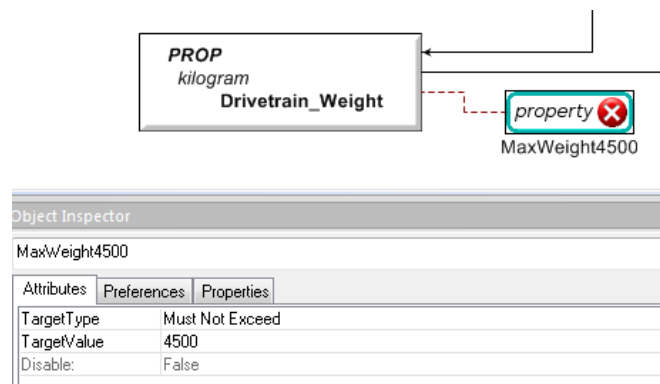 PROP
kilogram
Drivetrain_Weight
property
MaxWeight4500
Object Inspector
MaxWeight4500
Attributes Preferences Properties
TargetType Must Not Exceed
TargetValue 4500
Disable: False